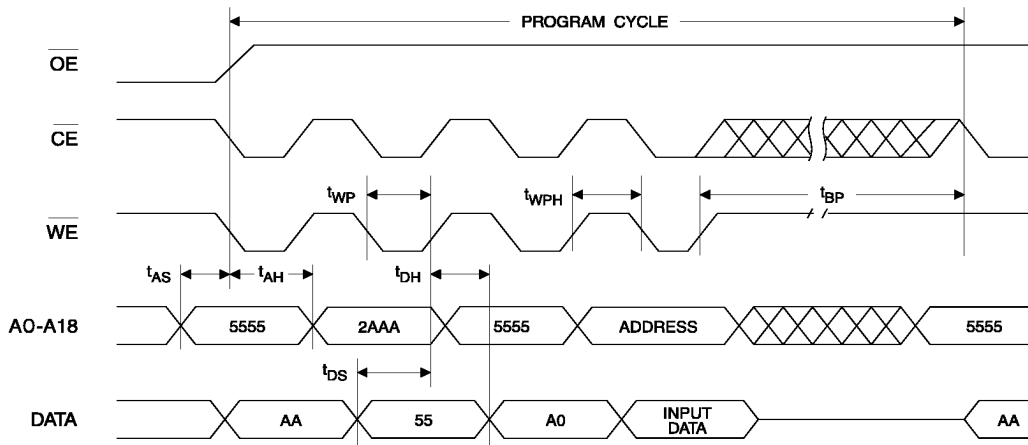 PROGRAM CYCLE
OE
CE
tWP
tWPH
tBP
WE
tAS
tAH
tDH
A0-A18
5555
2AAA
5555
ADDRESS
5555
tDS
DATA
AA
55
A0
INPUT
DATA
AA